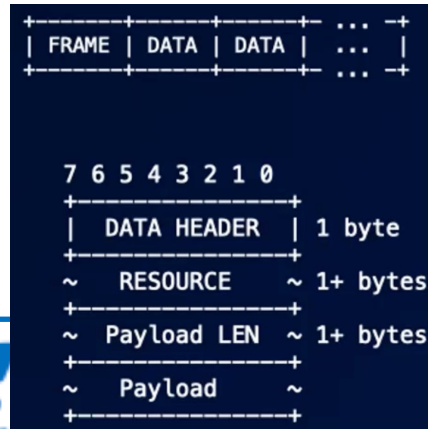 +-------+------+------+- ... -+
| FRAME | DATA | DATA | ... |
+-------+------+------+- ... -+
7 6 5 4 3 2 1 0
+---------------+
| DATA HEADER | 1 byte
+---------------+
~ RESOURCE ~ 1+ bytes
+---------------+
~ Payload LEN ~ 1+ bytes
+---------------+
~ Payload ~
+---------------+